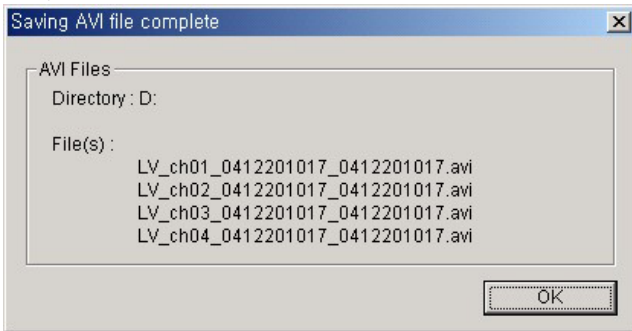 Saving AVI file complete
AVI Files
Directory : D:
File(s) :
LV_ch01_0412201017_0412201017.avi
LV_ch02_0412201017_0412201017.avi
LV_ch03_0412201017_0412201017.avi
LV_ch04_0412201017_0412201017.avi
OK